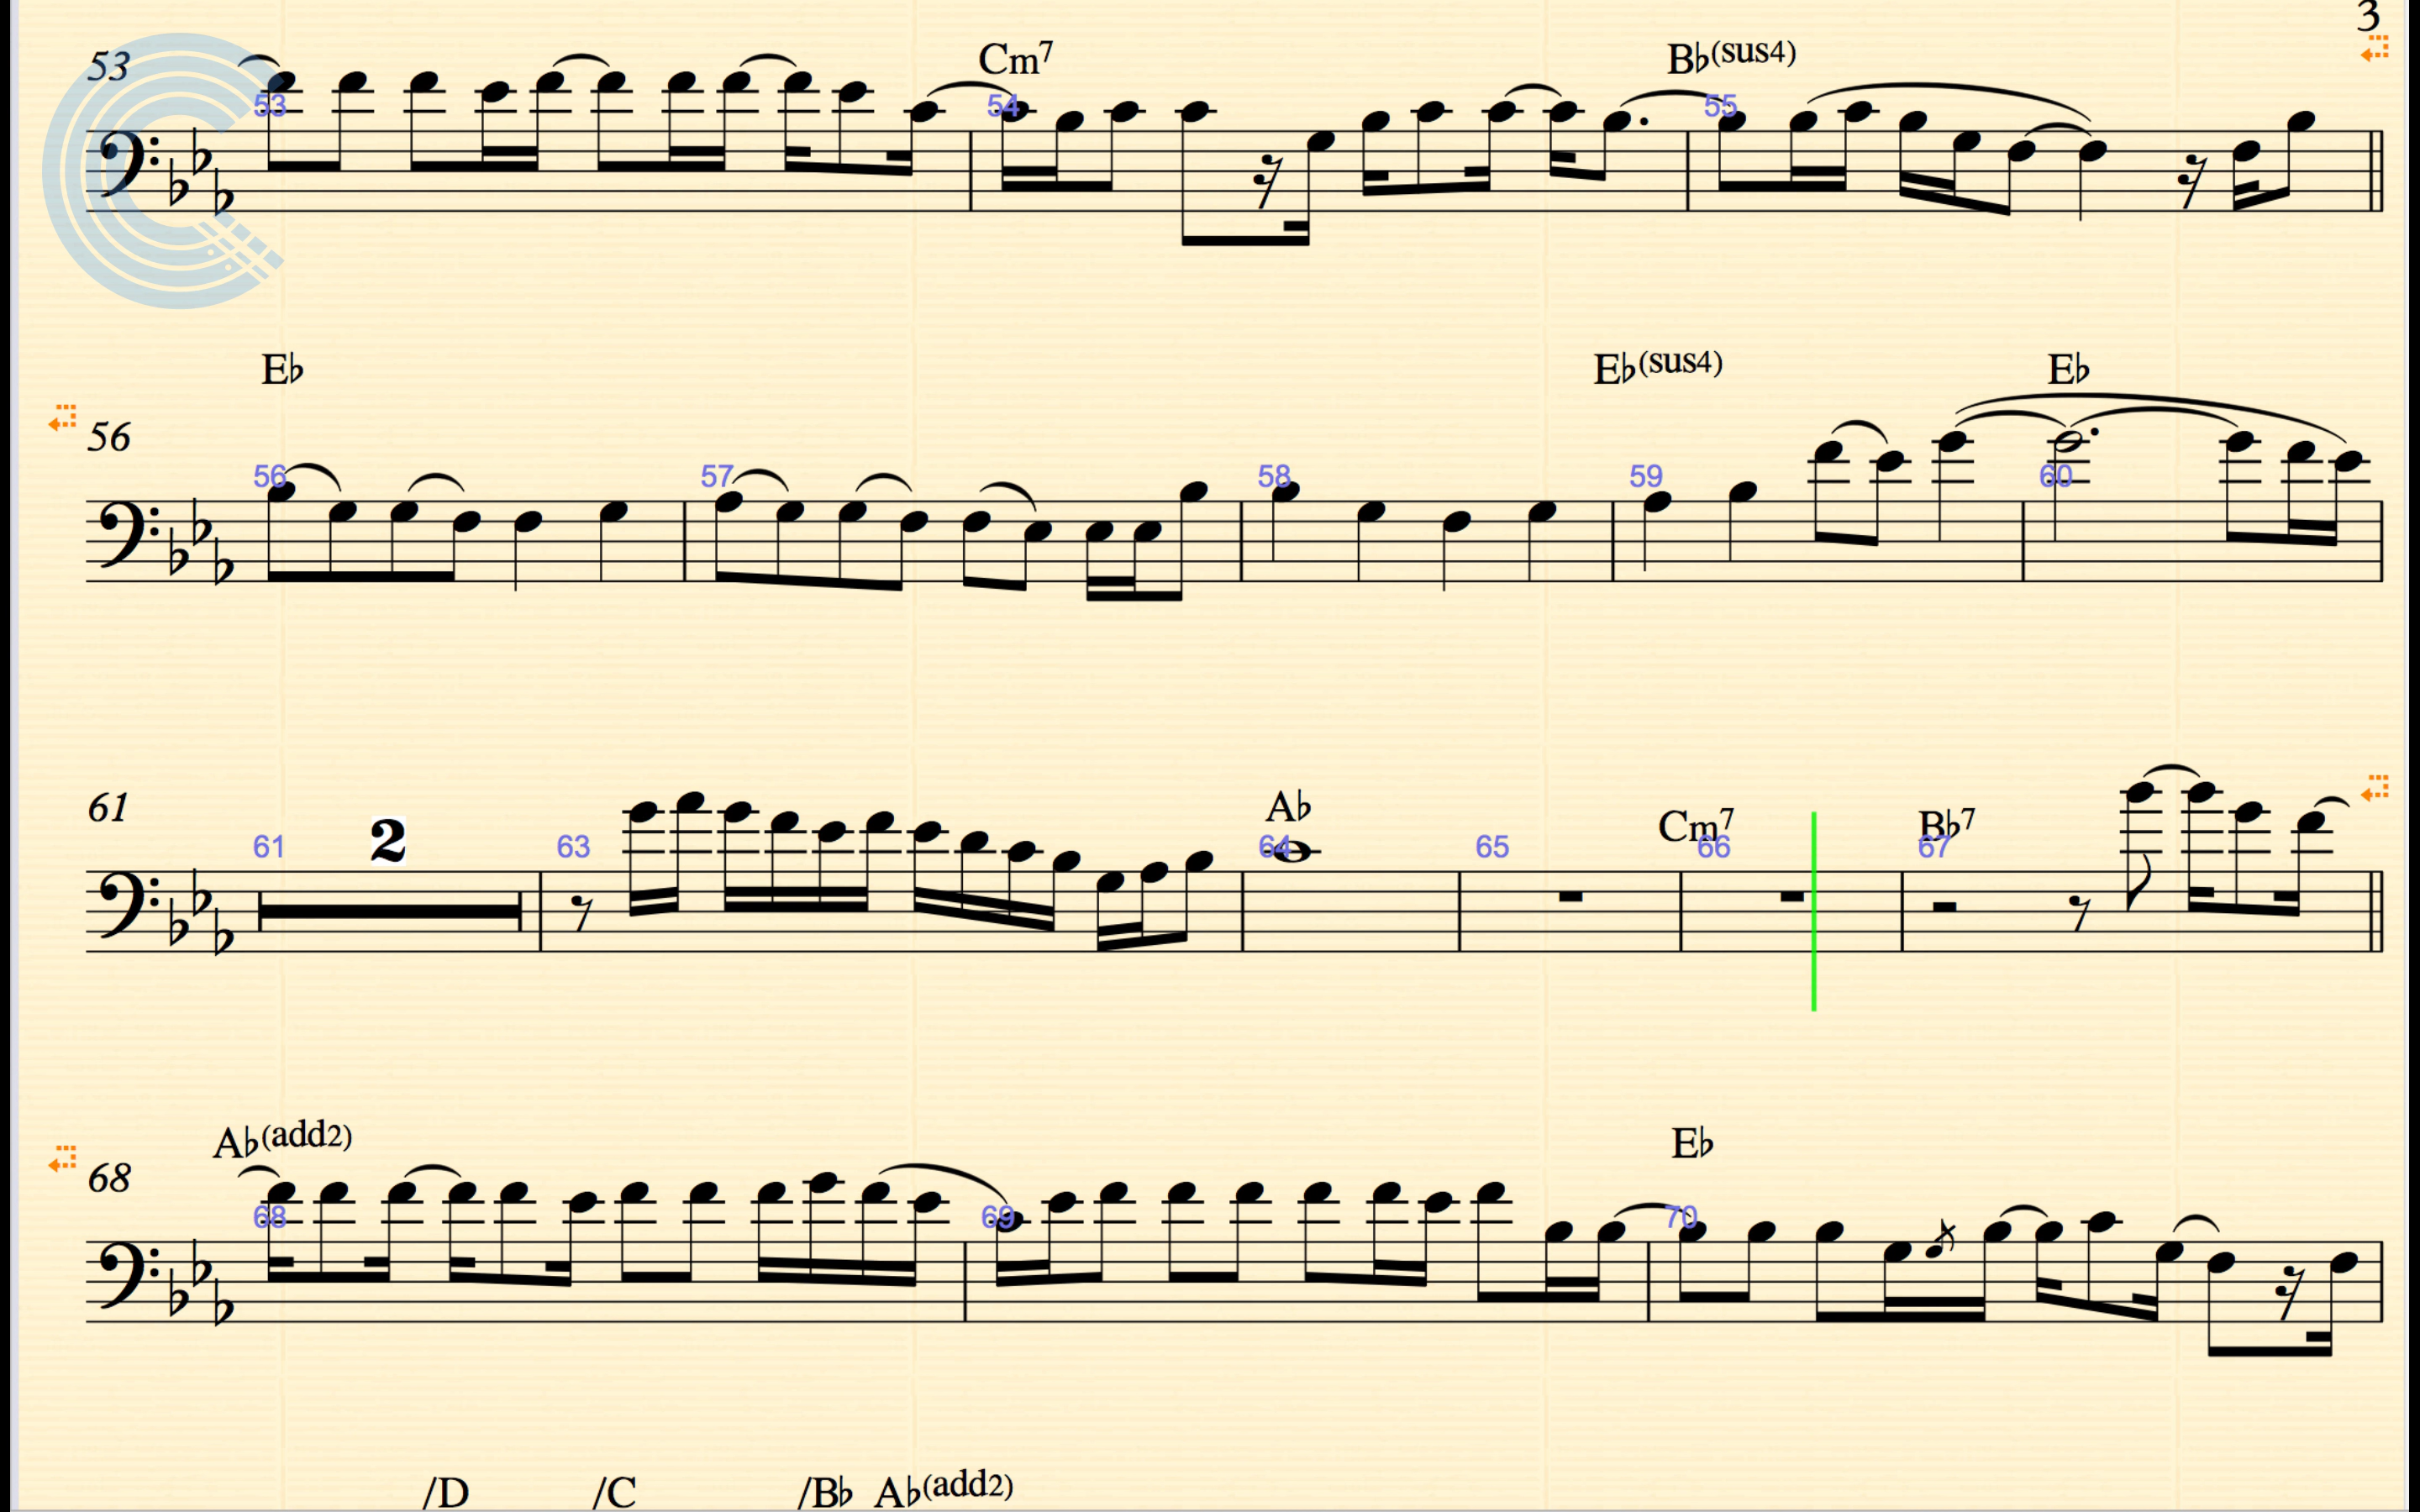 3
53 Cm7 B♭(sus4)
53 54 55
E♭ E♭(sus4) E♭
56
56 57 58 59 60
61 2 A♭ Cm7 B♭7
61 63 64 65 66 67
A♭(add2) E♭
68
68 69 70
/D /C /B♭ A♭(add2)